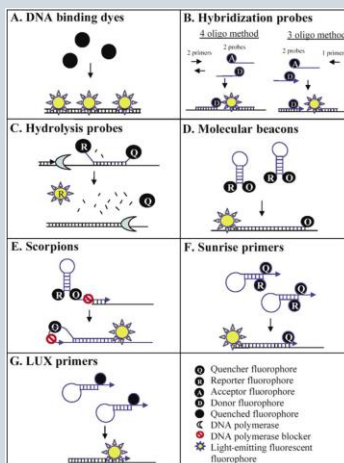 A. DNA binding dyes
B. Hybridization probes
4 oligo method
3 oligo method
2 primers
2 probes
2 probes
1 primer
A
D
A
D
D
D
C. Hydrolysis probes
R
Q
R
Q
D. Molecular beacons
R Q
R Q
Q
E. Scorpions
R Q
Q
F. Sunrise primers
Q
R
Q
R
Q
G. LUX primers
Q Quencher fluorophore
R Reporter fluorophore
A Acceptor fluorophore
D Donor fluorophore
Quenched fluorophore
DNA polymerase
DNA polymerase blocker
Light-emitting fluorescent
fluorophore